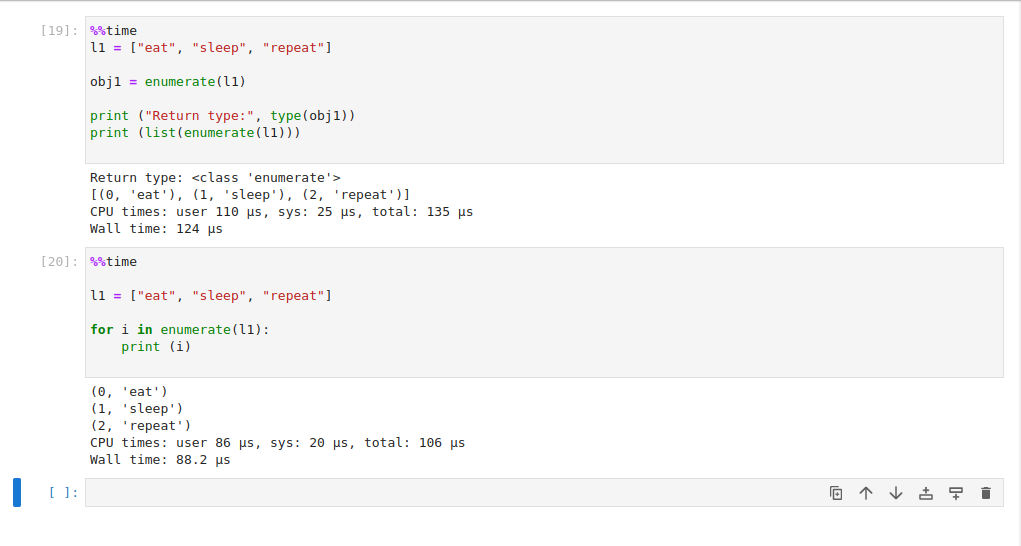 [19]: %%time
l1 = ["eat", "sleep", "repeat"]
obj1 = enumerate(l1)
print ("Return type:", type(obj1))
print (list(enumerate(l1)))
Return type: <class 'enumerate'>
[(0, 'eat'), (1, 'sleep'), (2, 'repeat')]
CPU times: user 110 µs, sys: 25 µs, total: 135 µs
Wall time: 124 µs
[20]: %%time
l1 = ["eat", "sleep", "repeat"]
for i in enumerate(l1):
    print (i)
(0, 'eat')
(1, 'sleep')
(2, 'repeat')
CPU times: user 86 µs, sys: 20 µs, total: 106 µs
Wall time: 88.2 µs
[ ]: